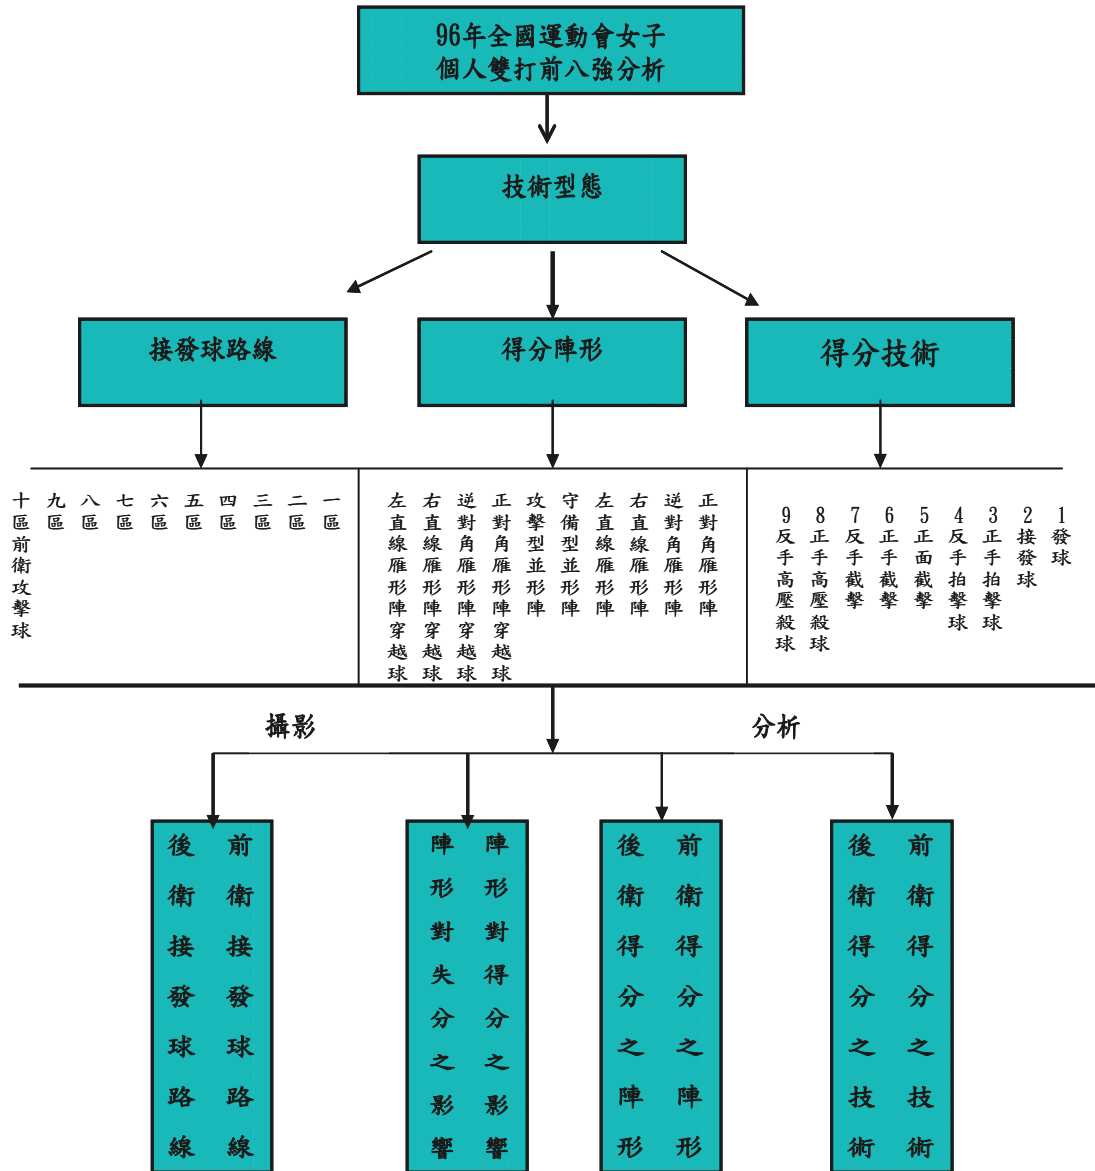 96年全國運動會女子
個人雙打前八強分析
技術型態
接發球路線
得分陣形
得分技術
一區
二區
三區
四區
五區
六區
七區
八區
九區
十區前衛攻擊球
正對角雁形陣
逆對角雁形陣
右直線雁形陣
左直線雁形陣
守備型並形陣
攻擊型並形陣
正對角雁形陣穿越球
逆對角雁形陣穿越球
右直線雁形陣穿越球
左直線雁形陣穿越球
1發球
2接發球
3正手拍擊球
4反手拍擊球
5正面截擊
6正手截擊
7反手截擊
8正手高壓殺球
9反手高壓殺球
攝影
分析
前衛接發球路線
後衛接發球路線
陣形對得分之影響
陣形對失分之影響
前衛得分之陣形
後衛得分之陣形
前衛得分之技術
後衛得分之技術